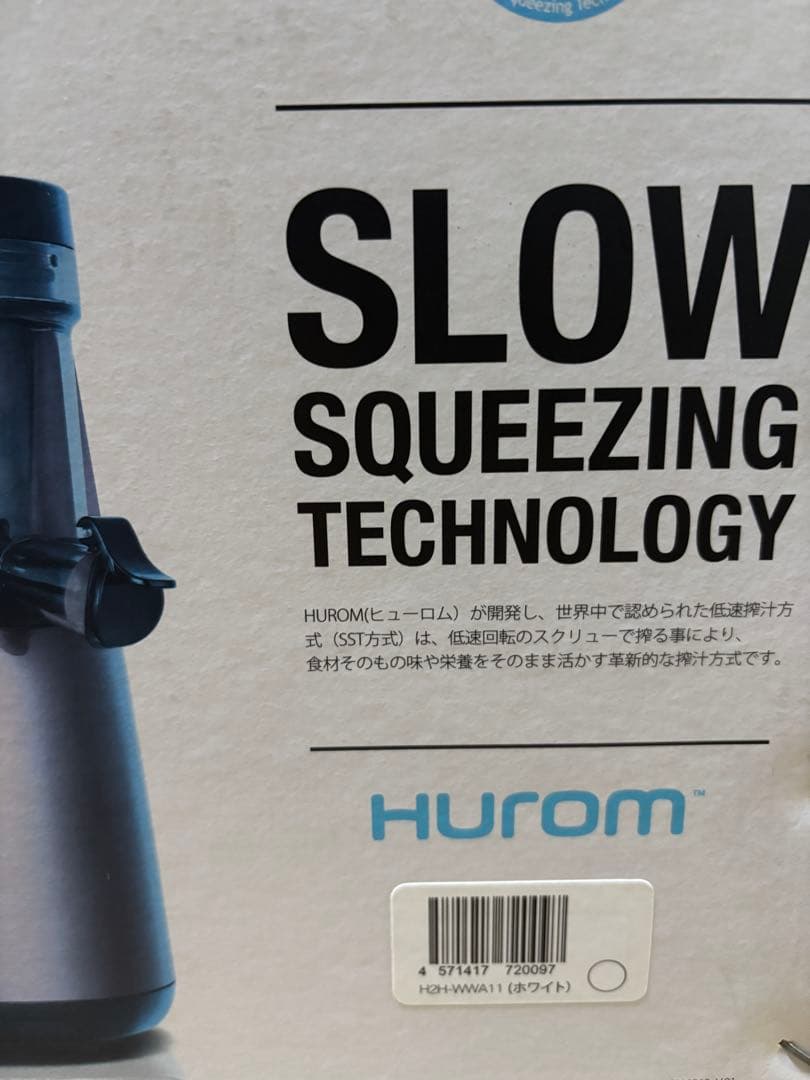 queezing Tec
SLOW
SQUEEZING
TECHNOLOGY
HUROM(ヒューロム）が開発し、世界中で認められた低速搾汁方
式（SST方式）は、低速回転のスクリューで搾る事により、
食材そのもの味や栄養をそのまま活かす革新的な搾汁方式です。
HUROM™
4 571417 720097
H2H-WWA11 (ホワイト)